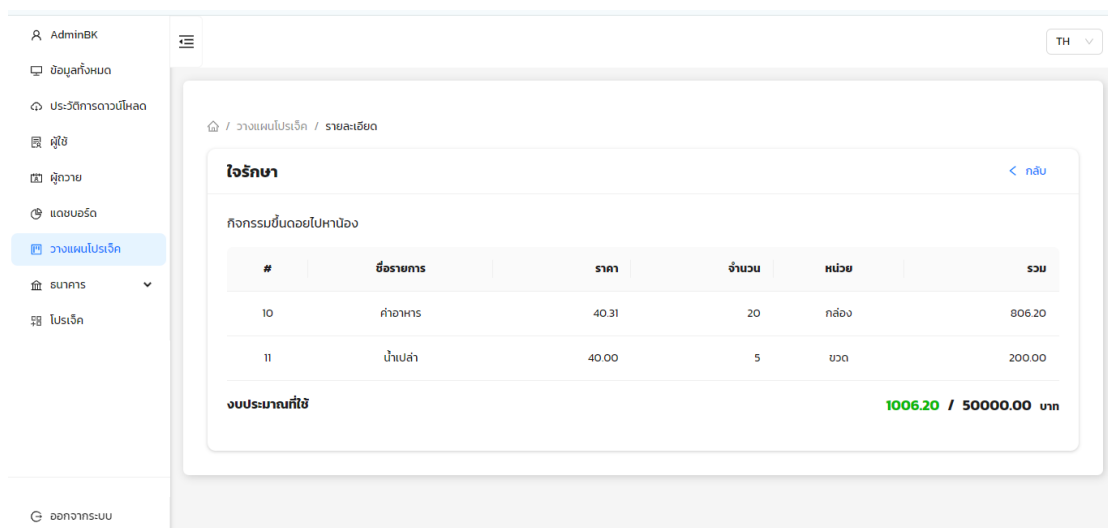 AdminBK
ข้อมูลทั้งหมด
ประวัติการดาวน์โหลด
ผู้ใช้
ผู้ถวาย
แดชบอร์ด
วางแผนโปรเจ็ค
ธนาคาร
โปรเจ็ค
ออกจากระบบ
TH
/ วางแผนโปรเจ็ค / รายละเอียด
ใจรักษา < กลับ
กิจกรรมขึ้นดอยไปหาน้อง
# ชื่อรายการ ราคา จำนวน หน่วย รวม
10 ค่าอาหาร 40.31 20 กล่อง 806.20
11 น้ำเปล่า 40.00 5 ขวด 200.00
งบประมาณที่ใช้ 1006.20 / 50000.00 บาท